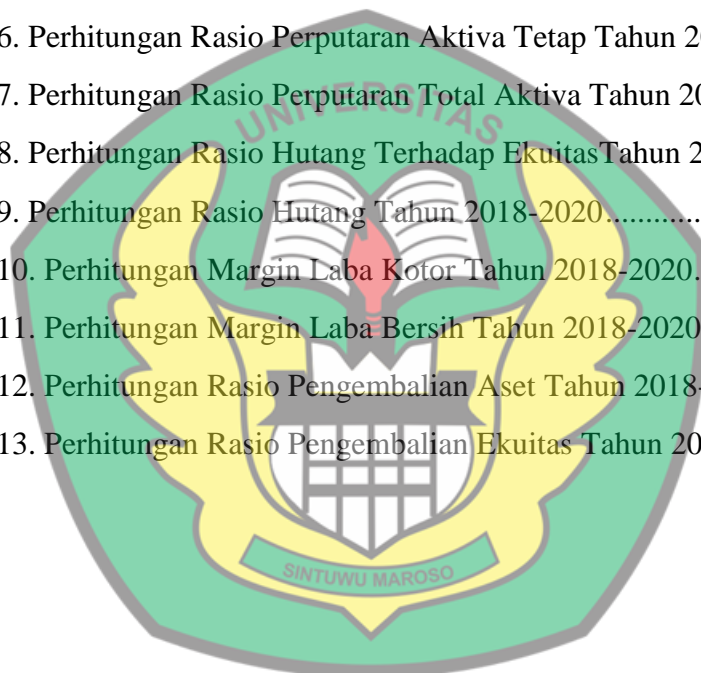 6. Perhitungan Rasio Perputaran Aktiva Tetap Tahun 20
7. Perhitungan Rasio Perputaran Total Aktiva Tahun 20
UNIVERSITAS
8. Perhitungan Rasio Hutang Terhadap EkuitasTahun 2
9. Perhitungan Rasio Hutang Tahun 2018-2020............
10. Perhitungan Margin Laba Kotor Tahun 2018-2020.
11. Perhitungan Margin Laba Bersih Tahun 2018-2020
12. Perhitungan Rasio Pengembalian Aset Tahun 2018-
13. Perhitungan Rasio Pengembalian Ekuitas Tahun 20
SINTUWU MAROSO